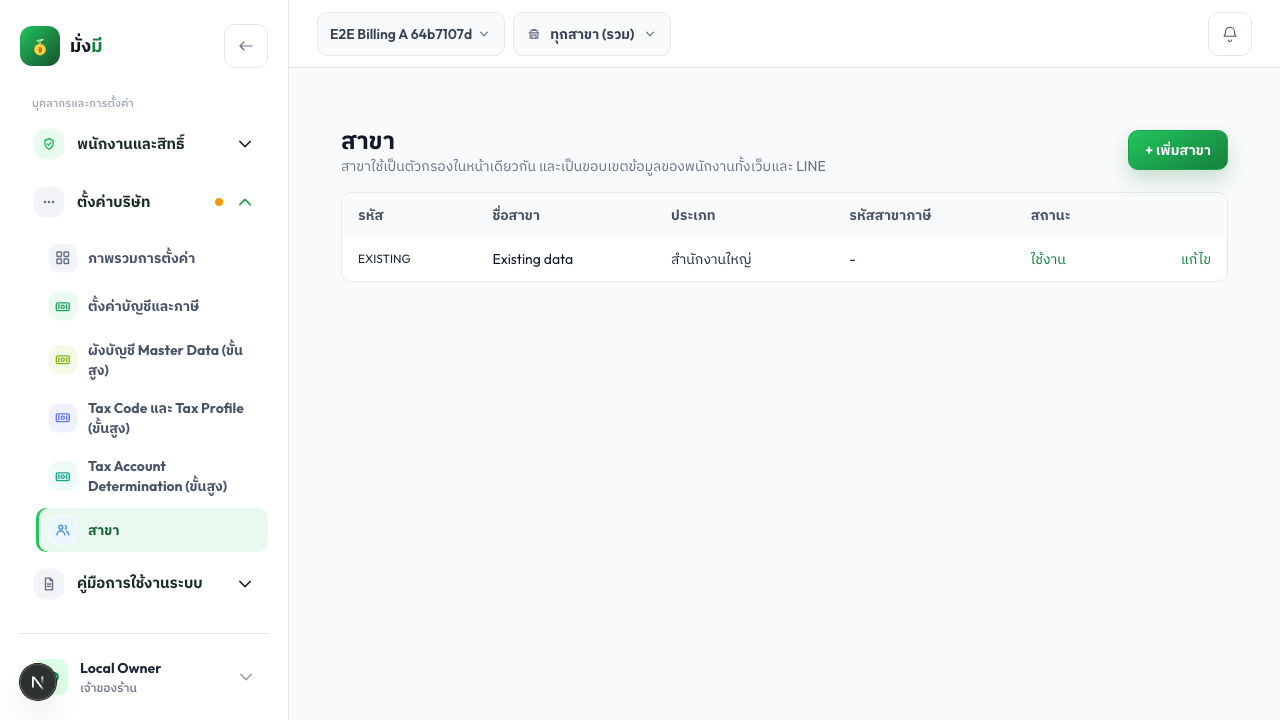 มั่งมี
E2E Billing A 64b7107d
ทุกสาขา (รวม)
บุคลากรและการตั้งค่า
พนักงานและสิทธิ์
ตั้งค่าบริษัท
ภาพรวมการตั้งค่า
ตั้งค่าบัญชีและภาษี
ผังบัญชี Master Data (ขั้น
สูง)
Tax Code และ Tax Profile
(ขั้นสูง)
Tax Account
Determination (ขั้นสูง)
สาขา
คู่มือการใช้งานระบบ
Local Owner
เจ้าของร้าน
N
สาขา
สาขาใช้เป็นตัวกรองในหน้าเดียวกัน และเป็นขอบเขตข้อมูลของพนักงานทั้งเว็บและ LINE
+ เพิ่มสาขา
รหัส ชื่อสาขา ประเภท รหัสสาขาภาษี สถานะ
EXISTING Existing data สำนักงานใหญ่ - ใช้งาน แก้ไข